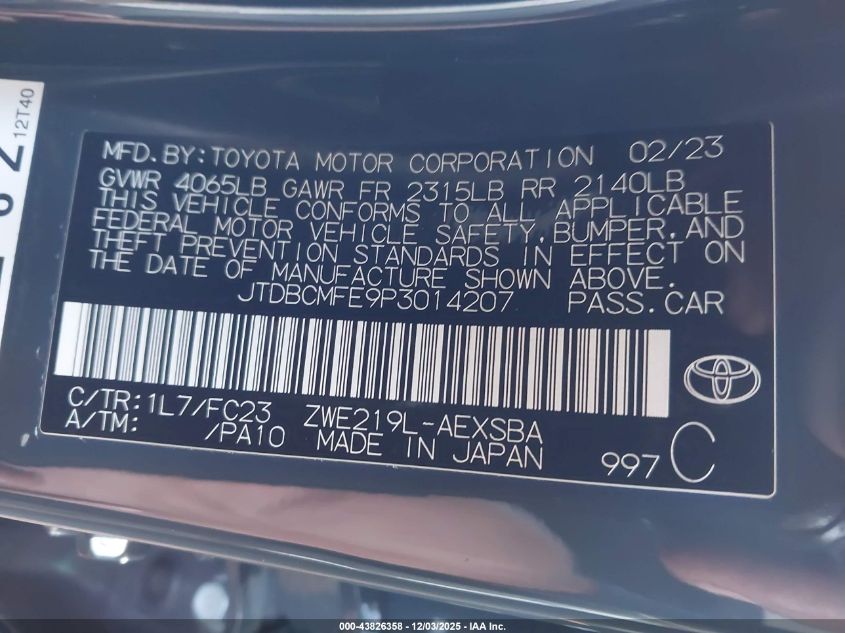 12T40
MFD.BY:TOYOTA MOTOR CORPORATION 02/23
GVWR 4065LB GAWR FR 2315LB RR 2140LB
THIS VEHICLE CONFORMS TO ALL APPLICABLE
FEDERAL MOTOR VEHICLE SAFETY,BUMPER,AND
THEFT PREVENTION STANDARDS IN EFFECT ON
THE DATE OF MANUFACTURE SHOWN ABOVE.
JTDBCMFE9P3014207 PASS.CAR
C/TR:1L7/FC23 ZWE219L-AEXSBA
A/TM: /PA10 MADE IN JAPAN
997 C
000-43826358 - 12/03/2025 - IAA Inc.